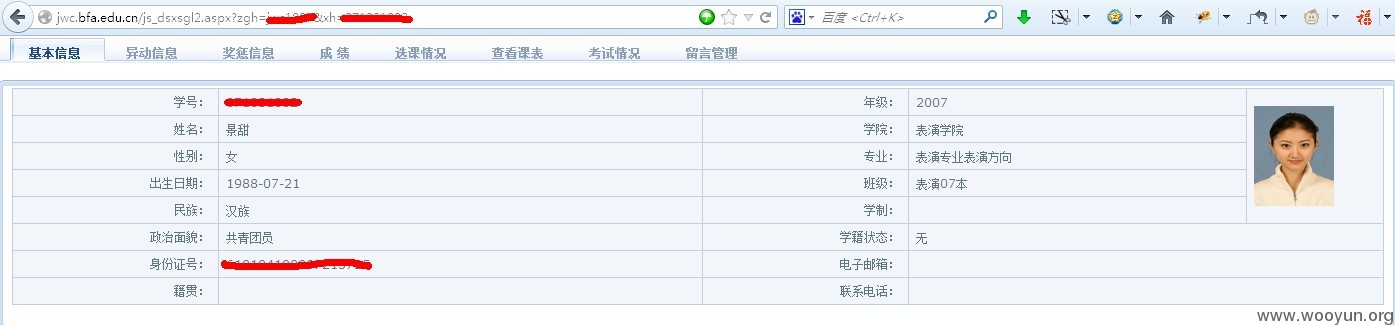 jwc.bfa.edu.cn/js_dsxsgl2.aspx?zgh= &txh=
百度 <Ctrl+K>
基本信息 异动信息 奖惩信息 成 绩 选课情况 查看课表 考试情况 留言管理
学号: 年级: 2007
姓名: 景甜 学院: 表演学院
性别: 女 专业: 表演专业表演方向
出生日期: 1988-07-21 班级: 表演07本
民族: 汉族 学制:
政治面貌: 共青团员 学籍状态: 无
身份证号: 电子邮箱:
籍贯: 联系电话:
www.wooyun.org